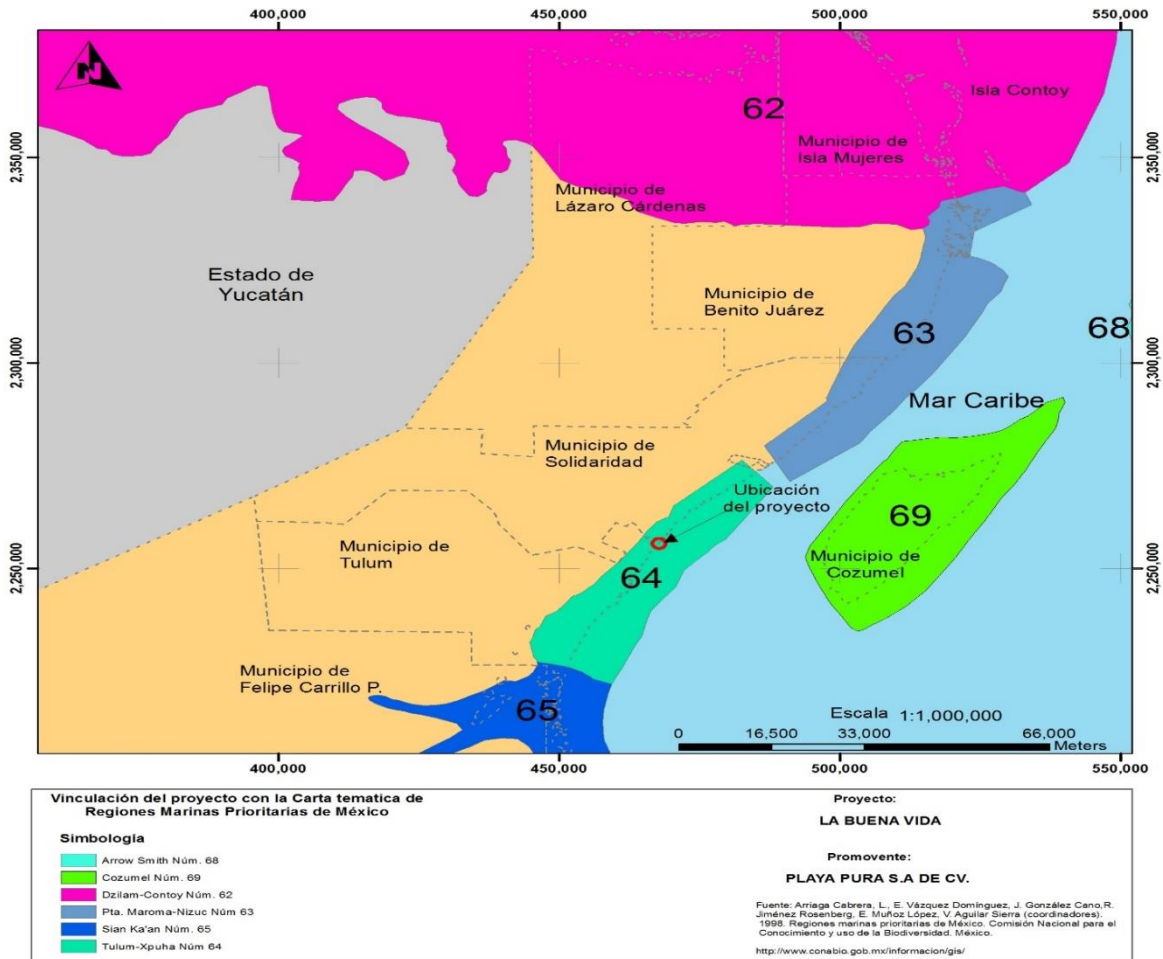 400,000 450,000 500,000 550,000
N
62
Isla Contoy
Municipio de
Isla Mujeres
2,350,000
2,350,000
Municipio de
Lázaro Cárdenas
Estado de
Yucatán
Municipio de
Benito Juárez
63
68
2,300,000
2,300,000
Mar Caribe
Municipio de
Solidaridad
Ubicación
del proyecto
69
Municipio de
Cozumel
Municipio de
Tulum
64
2,250,000
2,250,000
Municipio de
Felipe Carrillo P.
65
Escala 1:1,000,000
0 16,500 33,000 66,000
Meters
400,000 450,000 500,000 550,000
Vinculación del proyecto con la Carta tematica de
Regiones Marinas Prioritarias de México
Simbología
Arrow Smith Núm. 68
Cozumel Núm. 69
Dzilam-Contoy Núm. 62
Pta. Maroma-Nizuc Núm 63
Sian Ka'an Núm. 65
Tulum-Xpuha Núm 64
Proyecto:
LA BUENA VIDA
Promovente:
PLAYA PURA S.A DE CV.
Fuente: Arriaga Cabrera, L., E. Vázquez Domínguez, J. González Cano,R.
Jiménez Rosenberg, E. Muñoz López, V. Aguilar Sierra (coordinadores).
1998. Regiones marinas prioritarias de México. Comisión Nacional para el
Conocimiento y uso de la Biodiversidad. México.
http://www.conabio.gob.mx/informacion/gis/